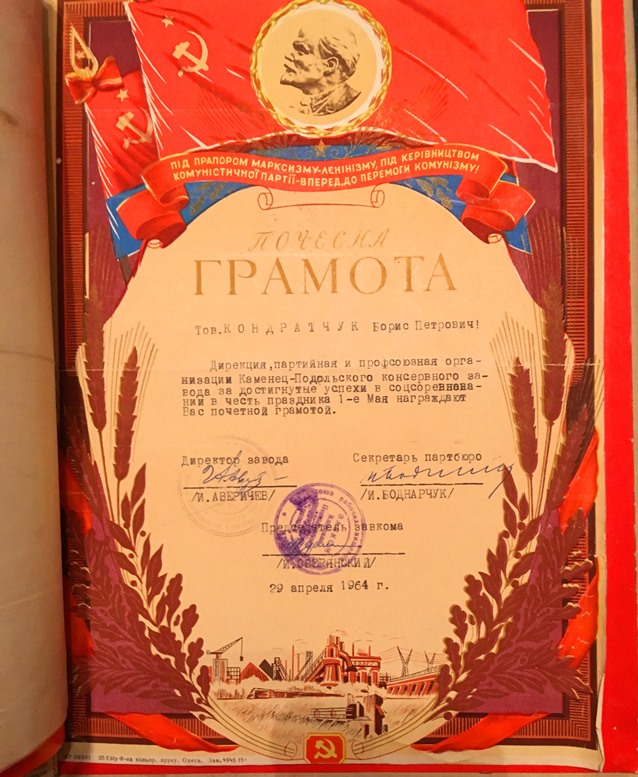 ПІД ПРАПОРОМ МАРКСИЗМУ-ЛЕНІНІЗМУ, ПІД КЕРІВНИЦТВОМ
КОМУНІСТИЧНОЇ ПАРТІЇ-ВПЕРЕД, ДО ПЕРЕМОГИ КОМУНІЗМУ!
ПОЧЕСНА
ГРАМОТА
Тов. КОНДРАТЧУК Борис Петрович!
Дирекция, партийная и профсоюзная орга-
низации Каменец-Подольского консервного за-
вода за достигнутые успехи в соцсоревнова-
нии в честь праздника 1-е Мая награждают
Вас почетной грамотой.
Директор завода
/И.АВЕРИЧЕВ/
Секретарь партбюро
/И.БОДНАРЧУК/
Председатель завкома
29 апреля 1964 г.
Одеса. Зам.